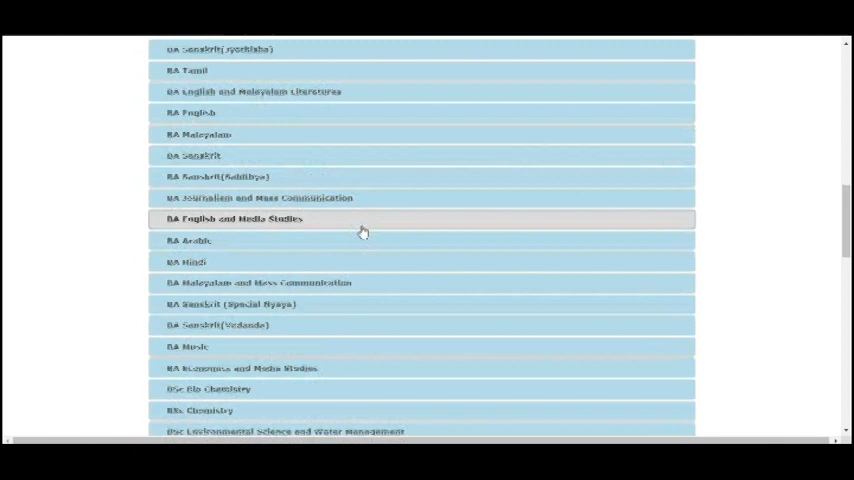 BA Sanskrit(Jyothisha)
BA Tamil
BA English and Malayalam Literatures
BA English
BA Malayalam
BA Sanskrit
BA Sanskrit(Sahithya)
BA Journalism and Mass Communication
BA English and Media Studies
BA Arabic
BA Hindi
BA Malayalam and Mass Communication
BA Sanskrit (Special Nyaya)
BA Sanskrit(Vedanda)
BA Music
BA Economics and Media Studies
BSc Bio Chemistry
BSc Chemistry
BSc Environmental Science and Water Management